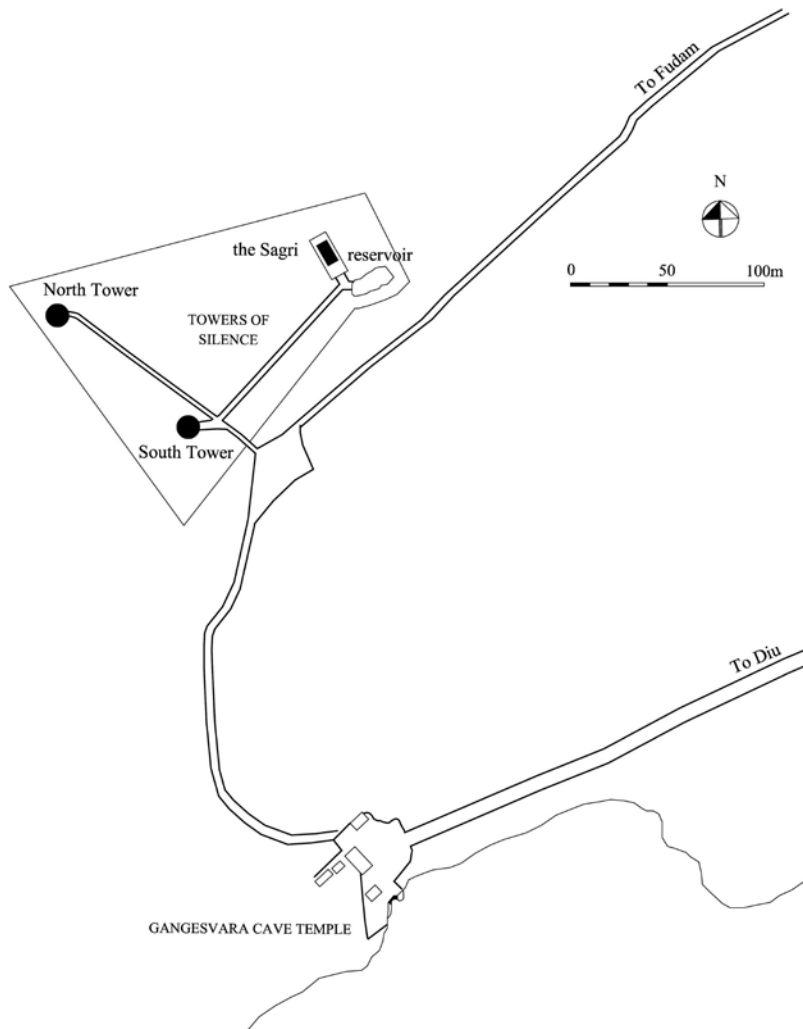 To Fudam
N
0 50 100m
the Sagri
reservoir
North Tower
TOWERS OF
SILENCE
South Tower
To Diu
GANGESVARA CAVE TEMPLE